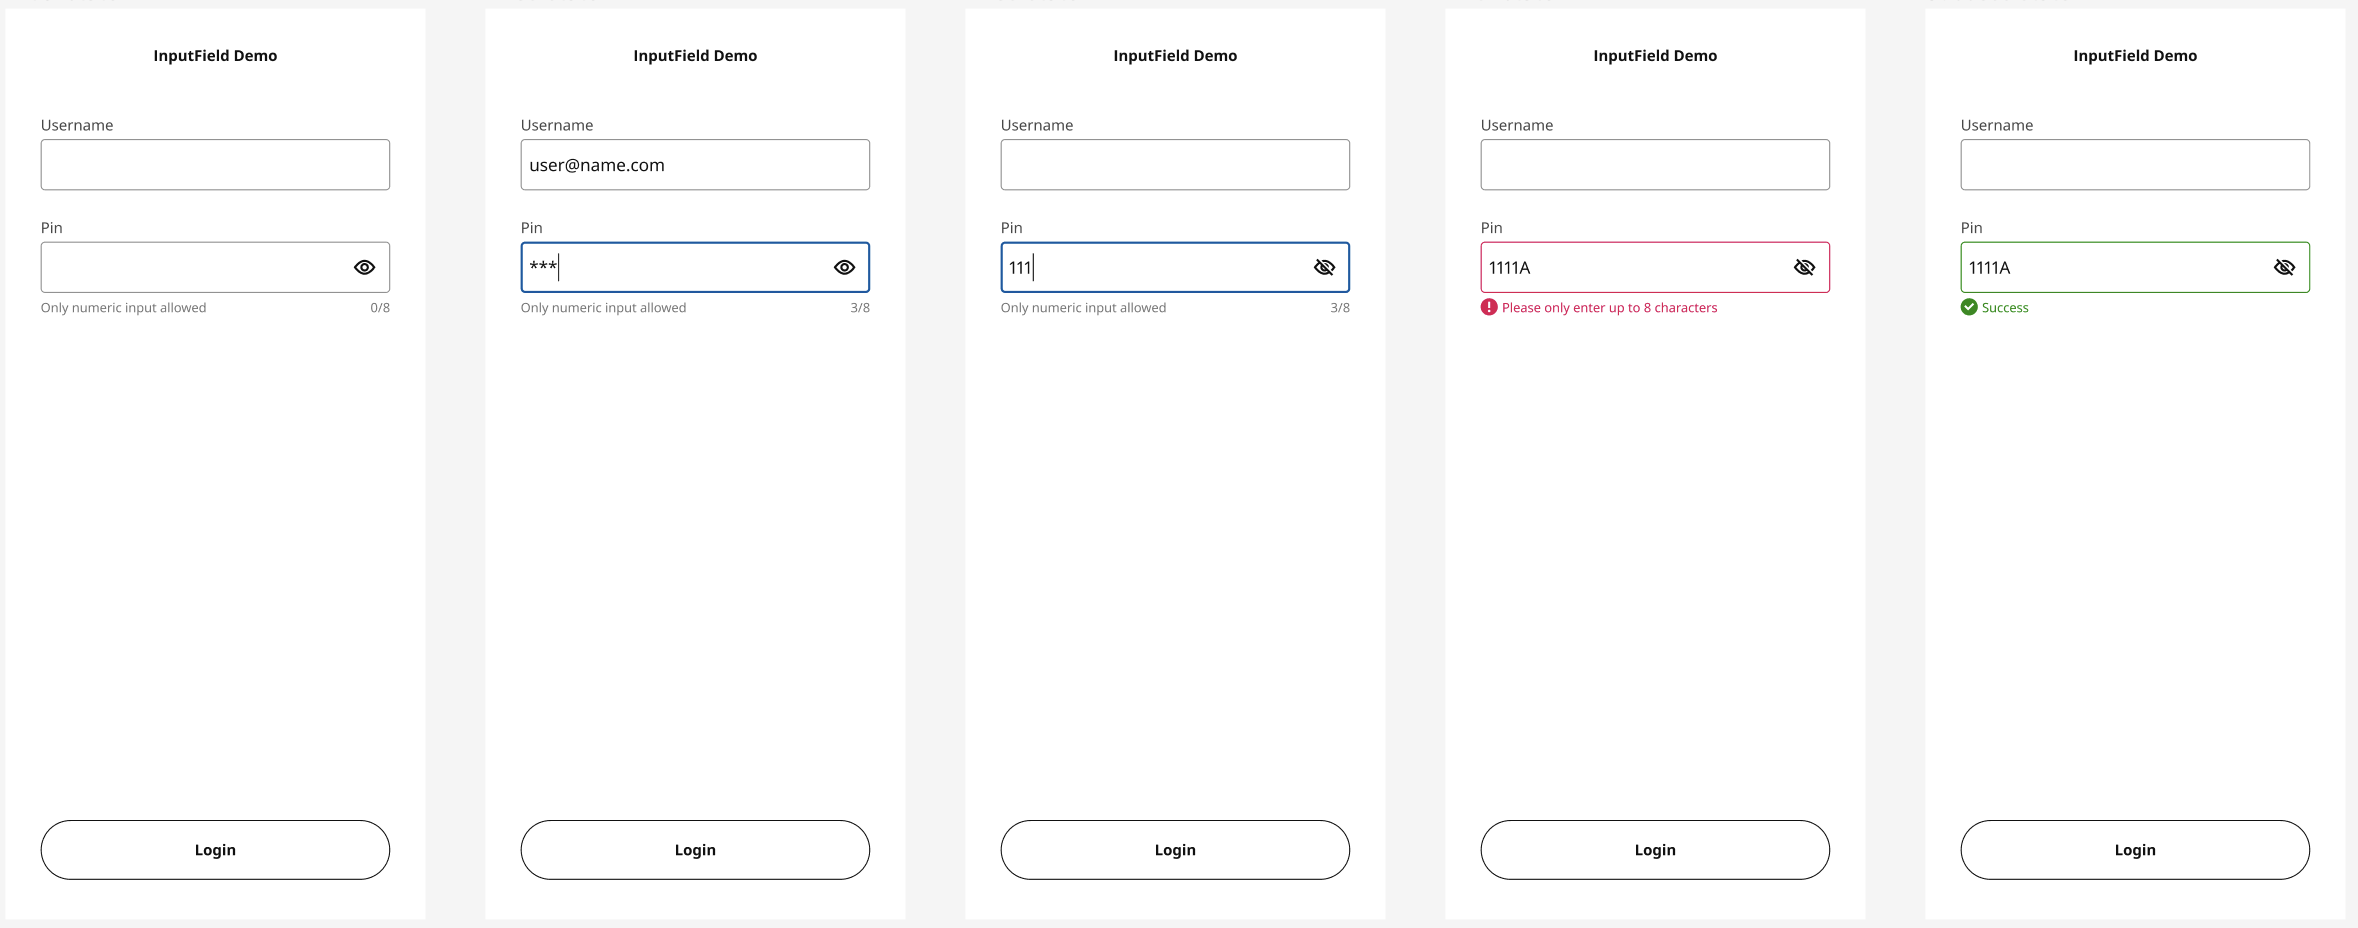 InputField Demo
Username
Pin
Only numeric input allowed 0/8
Login
InputField Demo
Username
user@name.com
Pin
***
Only numeric input allowed 3/8
Login
InputField Demo
Username
Pin
111
Only numeric input allowed 3/8
Login
InputField Demo
Username
Pin
1111A
Please only enter up to 8 characters
Login
InputField Demo
Username
Pin
1111A
Success
Login